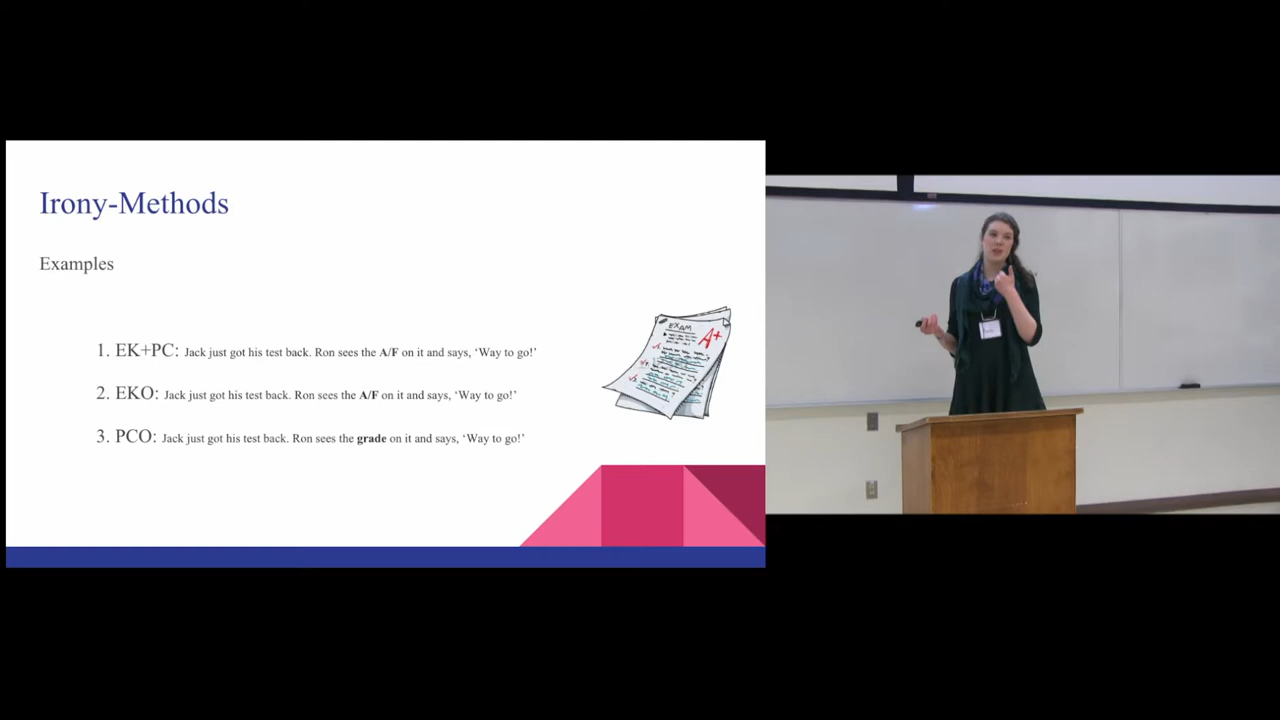 Irony-Methods
Examples
1. EK+PC: Jack just got his test back. Ron sees the A/F on it and says, ‘Way to go!’
2. EKO: Jack just got his test back. Ron sees the A/F on it and says, ‘Way to go!’
3. PCO: Jack just got his test back. Ron sees the grade on it and says, ‘Way to go!’
EXAM
A+